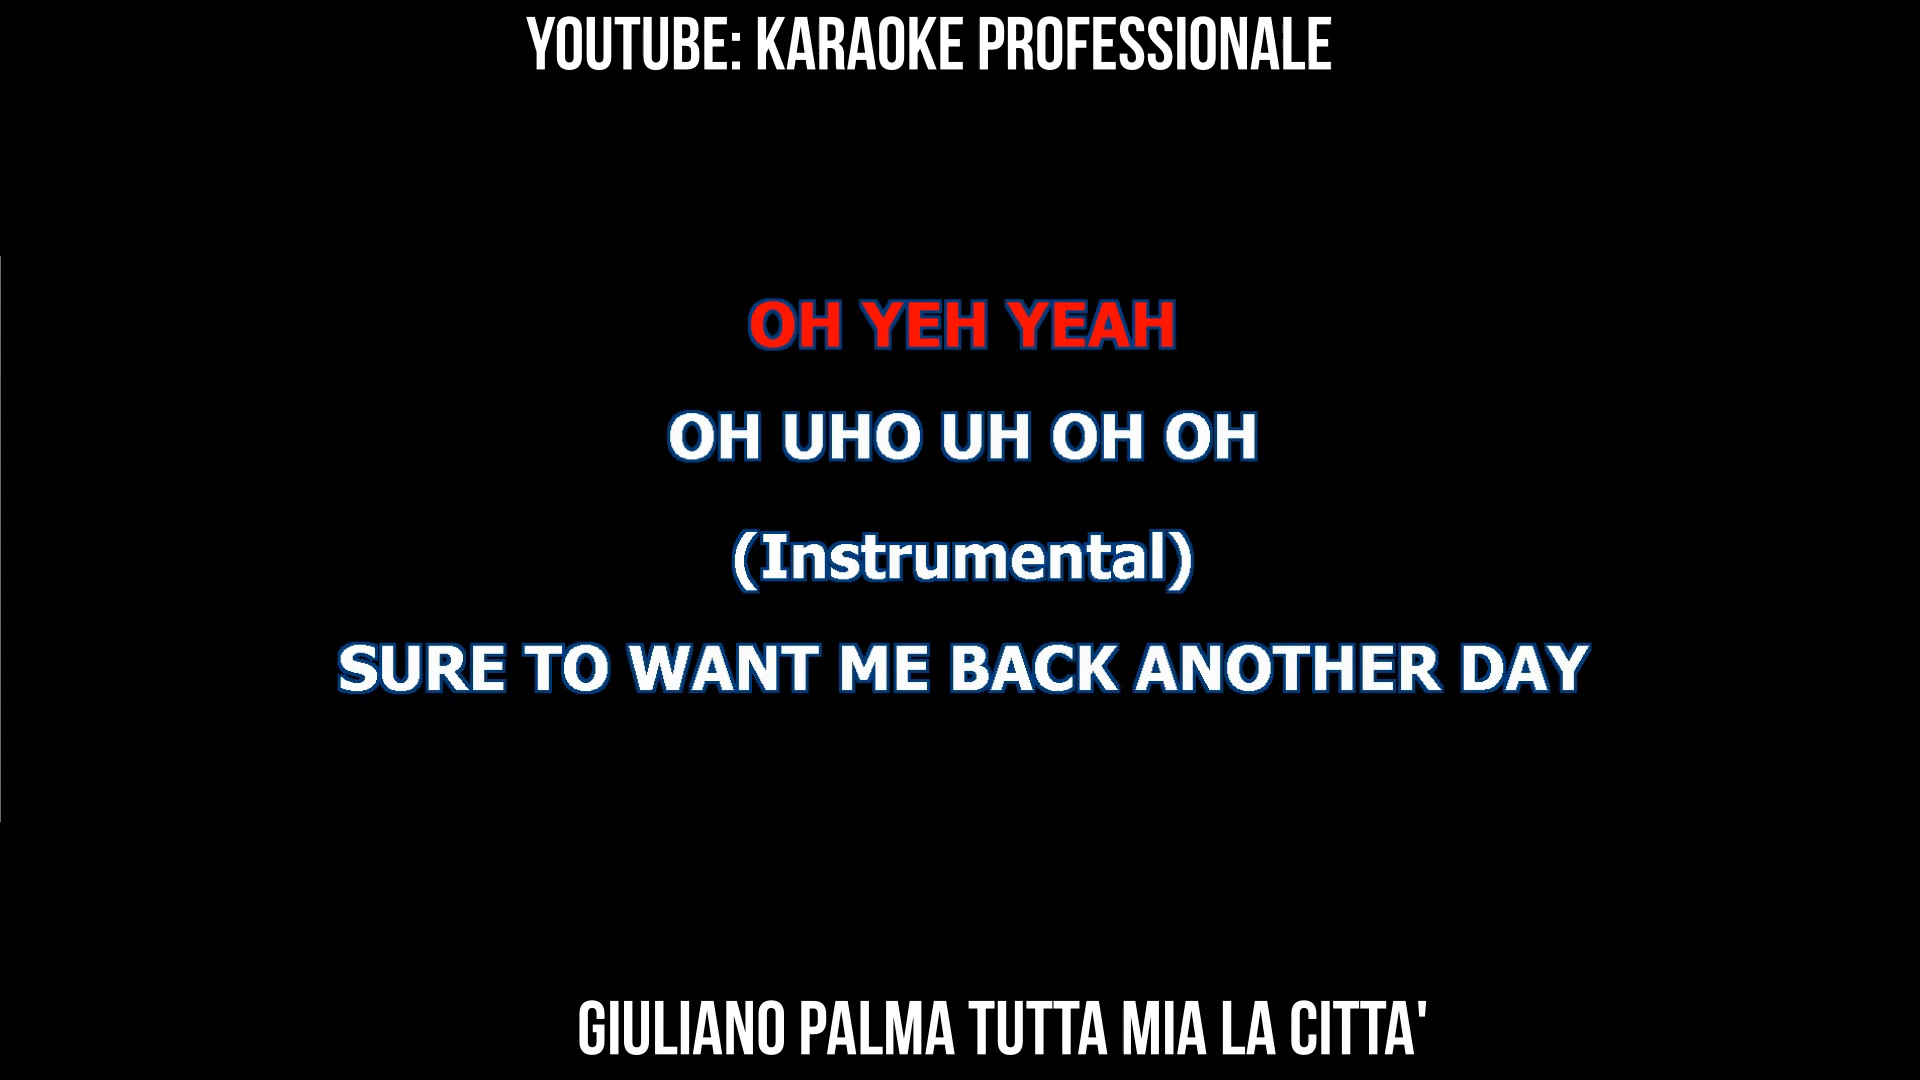 YOUTUBE: KARAOKE PROFESSIONALE
OH YEH YEAH
OH UHO UH OH OH
(Instrumental)
SURE TO WANT ME BACK ANOTHER DAY
GIULIANO PALMA TUTTA MIA LA CITTA'